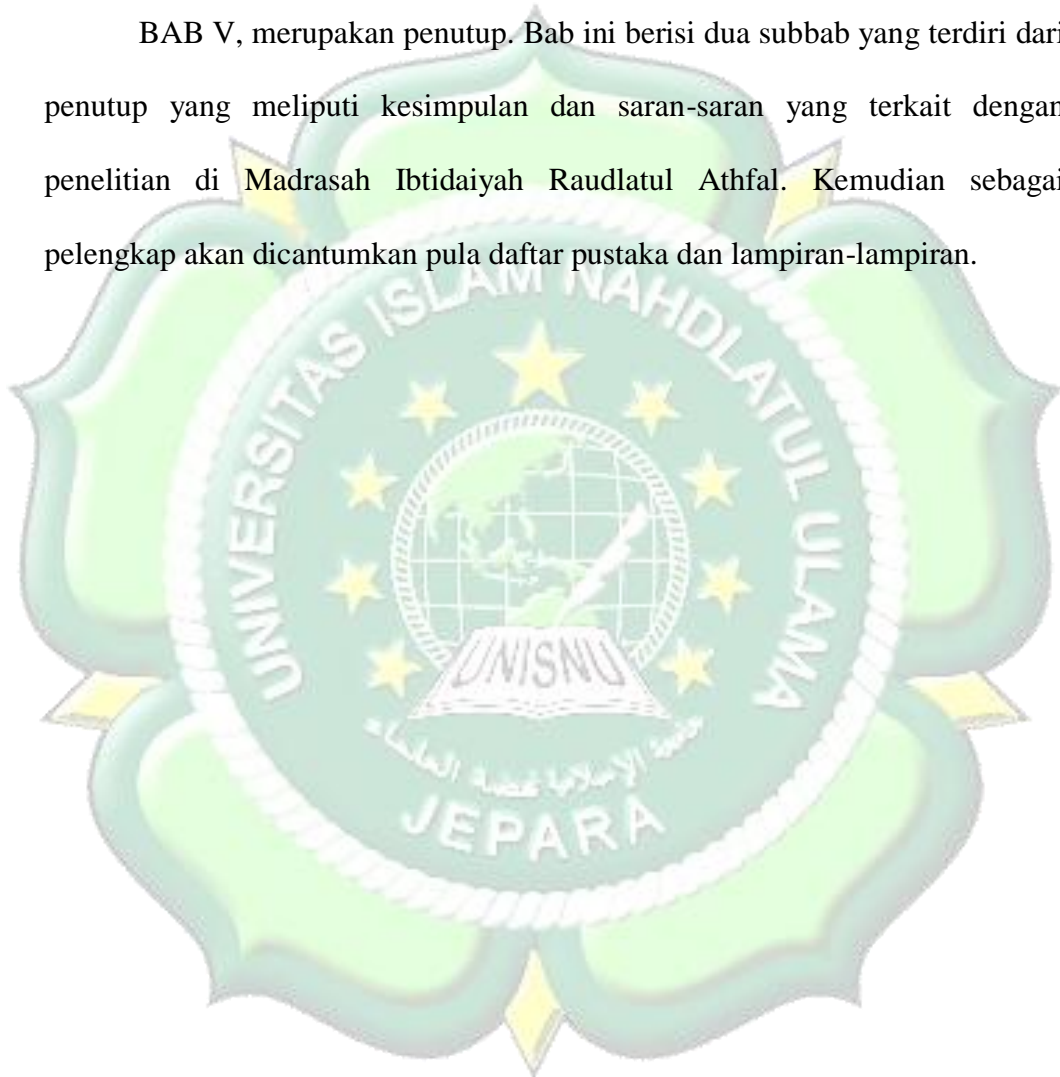 BAB V, merupakan penutup. Bab ini berisi dua subbab yang terdiri dari
penutup yang meliputi kesimpulan dan saran-saran yang terkait dengan
penelitian di Madrasah Ibtidaiyah Raudlatul Athfal. Kemudian sebagai
pelengkap akan dicantumkan pula daftar pustaka dan lampiran-lampiran.
UNIVERSITAS ISLAM NAHDLATUL ULAMA
UNISNU
JEPARA